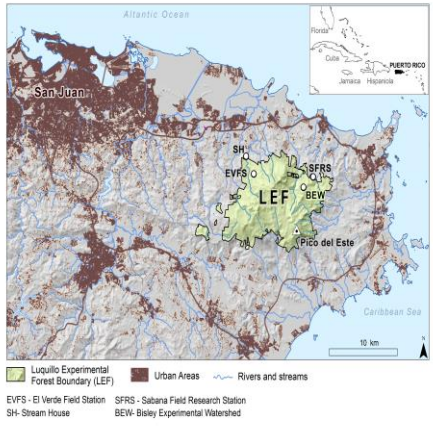 Atlantic Ocean
Florida
Cuba
PUERTO RICO
Jamaica Hispanicla
San Juan
SH
EVFS
SFRS
LEF
BEW
Pico del Este
Caribbean Sea
10 km
N
Luquillo Experimental
Forest Boundary (LEF)
Urban Areas
Rivers and streams
EVFS - El Verde Field Station SFRS - Sabana Field Research Station
SH- Stream House BEW- Bisley Experimental Watershed